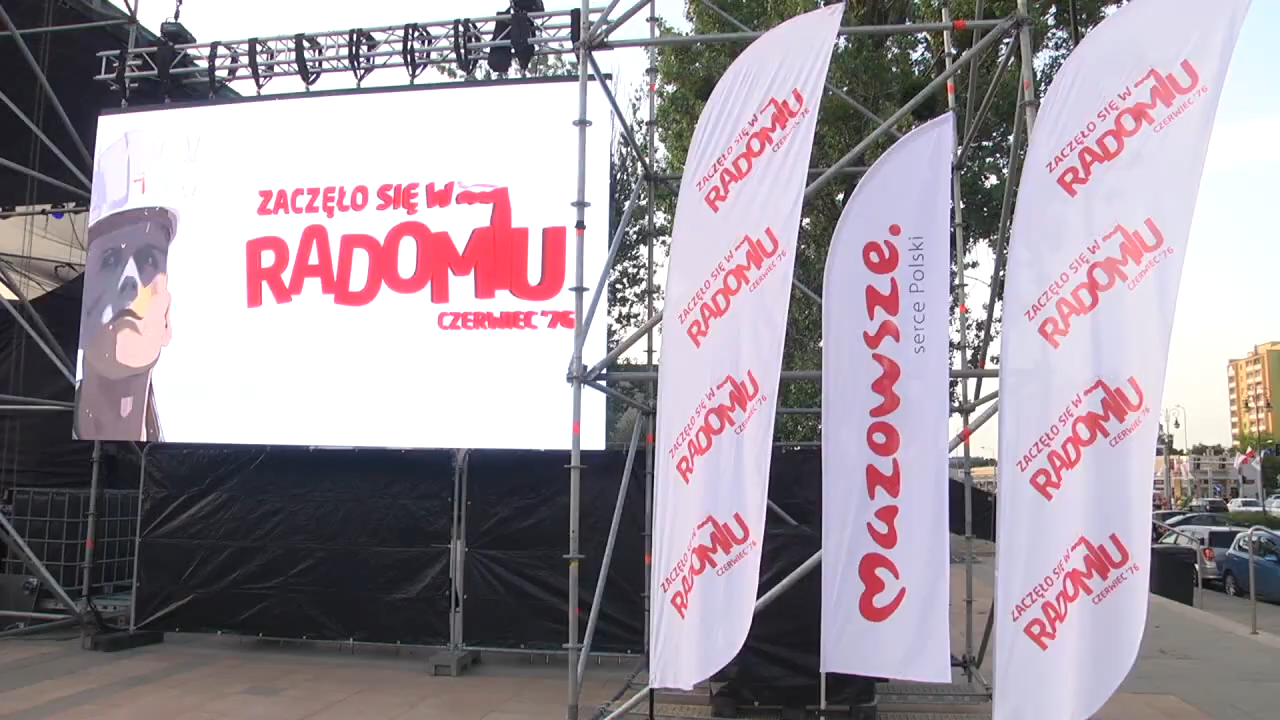 ZACZĘŁO SIĘ W
RADOMIU
CZERWIEC '76
ZACZĘŁO SIĘ W
RADOMIU
CZERWIEC '76
ZACZĘŁO SIĘ W
RADOMIU
CZERWIEC '76
ZACZĘŁO SIĘ W
RADOMIU
CZERWIEC '76
ZACZĘŁO SIĘ W
RADOMIU
CZERWIEC '76
mazowsze.
serce Polski
ZACZĘŁO SIĘ W
RADOMIU
CZERWIEC '76
ZACZĘŁO SIĘ W
RADOMIU
CZERWIEC '76
ZACZĘŁO SIĘ W
RADOMIU
CZERWIEC '76
ZACZĘŁO SIĘ W
RADOMIU
CZERWIEC '76